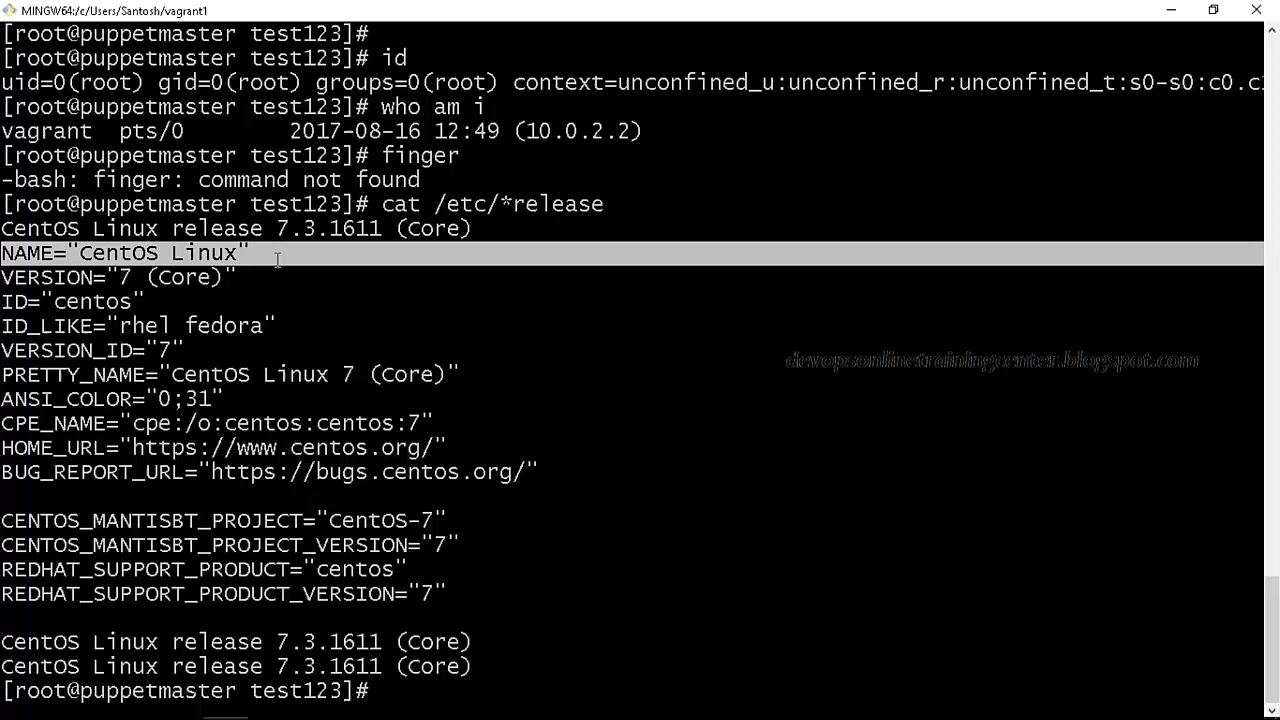 MINGW64:/c/Users/Santosh/vagrant1
[root@puppetmaster test123]#
[root@puppetmaster test123]# id
uid=0(root) gid=0(root) groups=0(root) context=unconfined_u:unconfined_r:unconfined_t:s0-s0:c0.c1
[root@puppetmaster test123]# who am i
vagrant  pts/0        2017-08-16 12:49 (10.0.2.2)
[root@puppetmaster test123]# finger
-bash: finger: command not found
[root@puppetmaster test123]# cat /etc/*release
CentOS Linux release 7.3.1611 (Core)
NAME="CentOS Linux"
VERSION="7 (Core)"
ID="centos"
ID_LIKE="rhel fedora"
VERSION_ID="7"
devopsonlinetrainingcenter.blogspot.com
PRETTY_NAME="CentOS Linux 7 (Core)"
ANSI_COLOR="0;31"
CPE_NAME="cpe:/o:centos:centos:7"
HOME_URL="https://www.centos.org/"
BUG_REPORT_URL="https://bugs.centos.org/"
CENTOS_MANTISBT_PROJECT="CentOS-7"
CENTOS_MANTISBT_PROJECT_VERSION="7"
REDHAT_SUPPORT_PRODUCT="centos"
REDHAT_SUPPORT_PRODUCT_VERSION="7"
CentOS Linux release 7.3.1611 (Core)
CentOS Linux release 7.3.1611 (Core)
[root@puppetmaster test123]#